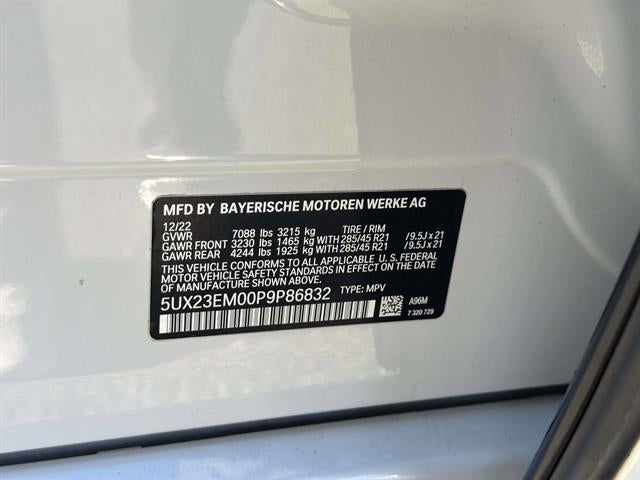 MFD BY BAYERISCHE MOTOREN WERKE AG
12/22
GVWR 7088 lbs 3215 kg TIRE / RIM
GAWR FRONT 3230 lbs 1465 kg WITH 285/45 R21 /9.5J x 21
GAWR REAR 4244 lbs 1925 kg WITH 285/45 R21 /9.5J x 21
THIS VEHICLE CONFORMS TO ALL APPLICABLE U. S. FEDERAL
MOTOR VEHICLE SAFETY STANDARDS IN EFFECT ON THE DATE OF
MANUFACTURE SHOWN ABOVE.
5UX23EM00P9P86832 TYPE: MPV
A96M
7 320 729